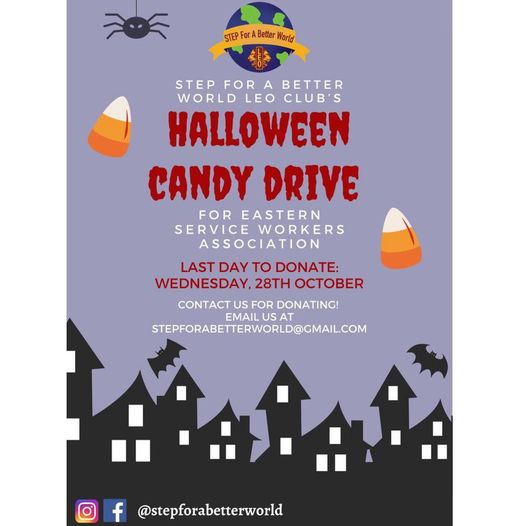 STEP For A Better World
LEO
STEP FOR A BETTER
WORLD LEO CLUB'S
HALLOWEEN
CANDY DRIVE
FOR EASTERN
SERVICE WORKERS
ASSOCIATION
LAST DAY TO DONATE:
WEDNESDAY, 28TH OCTOBER
CONTACT US FOR DONATING!
EMAIL US AT
STEPFORABETTERWORLD@GMAIL.COM
@stepforabetterworld